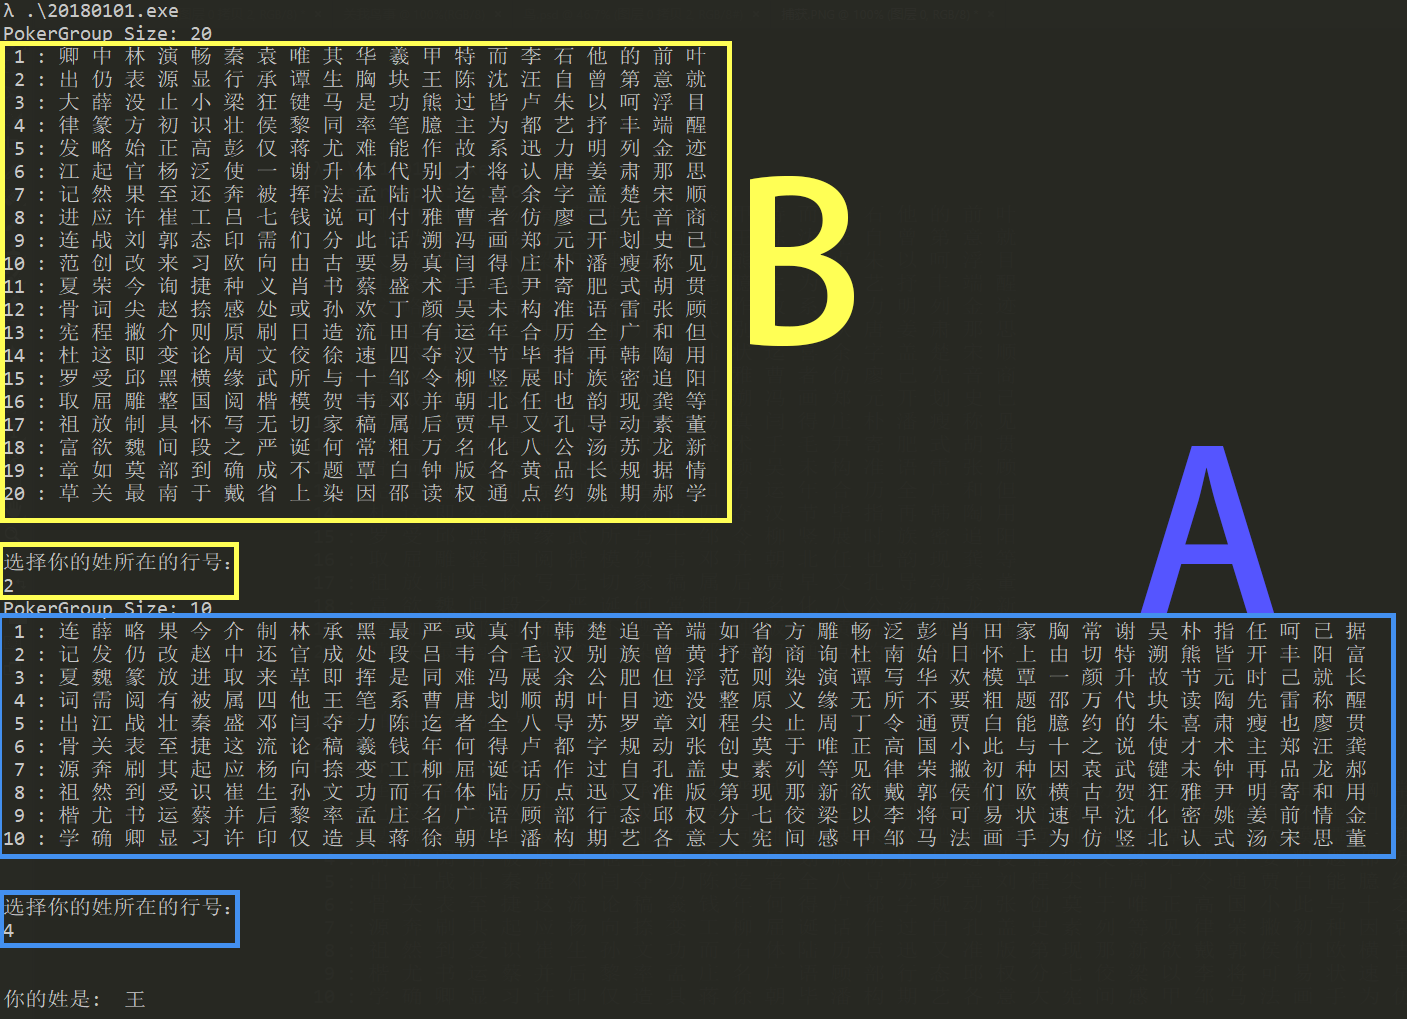 λ .\20180101.exe
PokerGroup Size: 20
1 : 卿 中 林 演 畅 秦 袁 唯 其 华 羲 甲 特 而 李 石 他 的 前 叶
2 : 出 仍 表 源 显 行 承 谭 生 胸 块 王 陈 沈 汪 自 曾 第 意 就
3 : 大 薛 没 止 小 梁 狂 键 马 是 功 熊 过 皆 卢 朱 以 呵 浮 目
4 : 律 篆 方 初 识 壮 侯 黎 同 率 笔 臆 主 为 都 艺 抒 丰 端 醒
5 : 发 略 始 正 高 彭 仅 蒋 尤 难 能 作 故 系 迅 力 明 列 金 迹
6 : 江 起 官 杨 泛 使 一 谢 升 体 代 别 才 将 认 唐 姜 肃 那 思
7 : 记 然 果 至 还 奔 被 挥 法 孟 陆 状 迄 喜 余 字 盖 楚 宋 顺
8 : 进 应 许 崔 工 吕 七 钱 说 可 付 雅 曹 者 仿 廖 己 先 音 商
9 : 连 战 刘 郭 态 印 需 们 分 此 话 溯 冯 画 郑 元 开 划 史 已
10 : 范 创 改 来 习 欧 向 由 古 要 易 真 闫 得 庄 朴 潘 瘦 称 见
11 : 夏 荣 今 询 捷 种 义 肖 书 蔡 盛 术 手 毛 尹 寄 肥 式 胡 贯
12 : 骨 词 尖 赵 捺 感 处 或 孙 欢 丁 颜 吴 未 构 准 语 雷 张 顾
13 : 宪 程 撇 介 则 原 刷 日 造 流 田 有 运 年 合 历 全 广 和 但
14 : 杜 这 即 变 论 周 文 佼 徐 速 四 夺 汉 节 毕 指 再 韩 陶 用
15 : 罗 受 邱 黑 横 缘 武 所 与 十 邹 令 柳 竖 展 时 族 密 追 阳
16 : 取 屈 雕 整 国 阅 楷 模 贺 韦 邓 并 朝 北 任 也 韵 现 龚 等
17 : 祖 放 制 具 怀 写 无 切 家 稿 属 后 贾 早 又 孔 导 动 素 董
18 : 富 欲 魏 间 段 之 严 诞 何 常 粗 万 名 化 八 公 汤 苏 龙 新
19 : 章 如 莫 部 到 确 成 不 题 覃 白 钟 版 各 黄 品 长 规 据 情
20 : 草 关 最 南 于 戴 省 上 染 因 邵 读 权 通 点 约 姚 期 郝 学
B
选择你的姓所在的行号:
2
PokerGroup Size: 10
A
1 : 连 薛 略 果 今 介 制 林 承 黑 最 严 或 真 付 韩 楚 追 音 端 如 省 方 雕 畅 泛 彭 肖 田 家 胸 常 谢 吴 朴 指 任 呵 已 据
2 : 记 发 仍 改 赵 中 还 官 成 处 段 吕 韦 合 毛 汉 别 族 曾 黄 抒 韵 商 询 杜 南 始 日 怀 上 由 切 特 溯 熊 皆 开 丰 阳 富
3 : 夏 魏 篆 放 进 取 来 草 即 挥 是 同 难 冯 展 余 公 肥 但 浮 范 则 染 演 谭 写 华 欢 模 覃 题 一 颜 升 故 节 元 时 己 就 长
4 : 词 需 阅 有 被 属 四 他 王 笔 系 曹 唐 划 顺 胡 叶 目 迹 没 整 原 义 缘 无 所 不 要 粗 章 邵 万 代 块 读 陶 先 雷 称 醒
5 : 出 江 战 壮 秦 盛 邓 闫 夺 力 陈 迄 者 全 八 导 苏 罗 章 刘 程 尖 止 周 丁 令 通 贾 白 能 臆 约 的 朱 喜 肃 瘦 也 廖 贯
6 : 骨 关 表 至 捷 这 流 论 稿 羲 钱 年 何 得 卢 都 字 规 动 张 创 莫 于 唯 正 高 国 小 此 与 十 之 说 使 才 术 主 郑 汪 龚
7 : 源 奔 刷 其 起 应 杨 向 捺 变 工 柳 屈 诞 话 作 过 自 孔 盖 史 素 列 等 见 律 荣 撇 初 种 因 袁 武 键 未 钟 再 品 龙 郝
8 : 祖 然 到 受 识 崔 生 孙 文 功 而 石 体 陆 历 点 迅 又 准 版 第 现 那 新 欲 戴 郭 侯 们 欧 横 古 贺 狂 雅 尹 明 寄 和 用
9 : 楷 尤 书 运 蔡 并 后 黎 率 孟 庄 名 广 语 顾 部 行 态 邱 权 分 七 佼 梁 以 李 将 可 易 状 速 早 沈 北 密 姚 姜 前 情 金
10 : 学 确 卿 显 习 许 印 仅 造 具 蒋 徐 朝 毕 潘 构 期 艺 各 意 大 宪 间 感 甲 邹 马 法 画 手 为 仿 竖 化 认 式 汤 宋 思 董
选择你的姓所在的行号:
4
你的姓是: 王